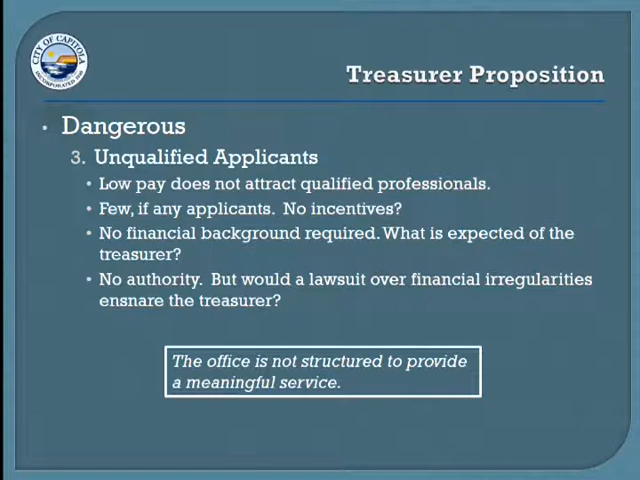 CITY OF CAPITOLA
INCORPORATED 1949
Treasurer Proposition
• Dangerous
3. Unqualified Applicants
• Low pay does not attract qualified professionals.
• Few, if any applicants. No incentives?
• No financial background required. What is expected of the
treasurer?
• No authority. But would a lawsuit over financial irregularities
ensnare the treasurer?
The office is not structured to provide
a meaningful service.